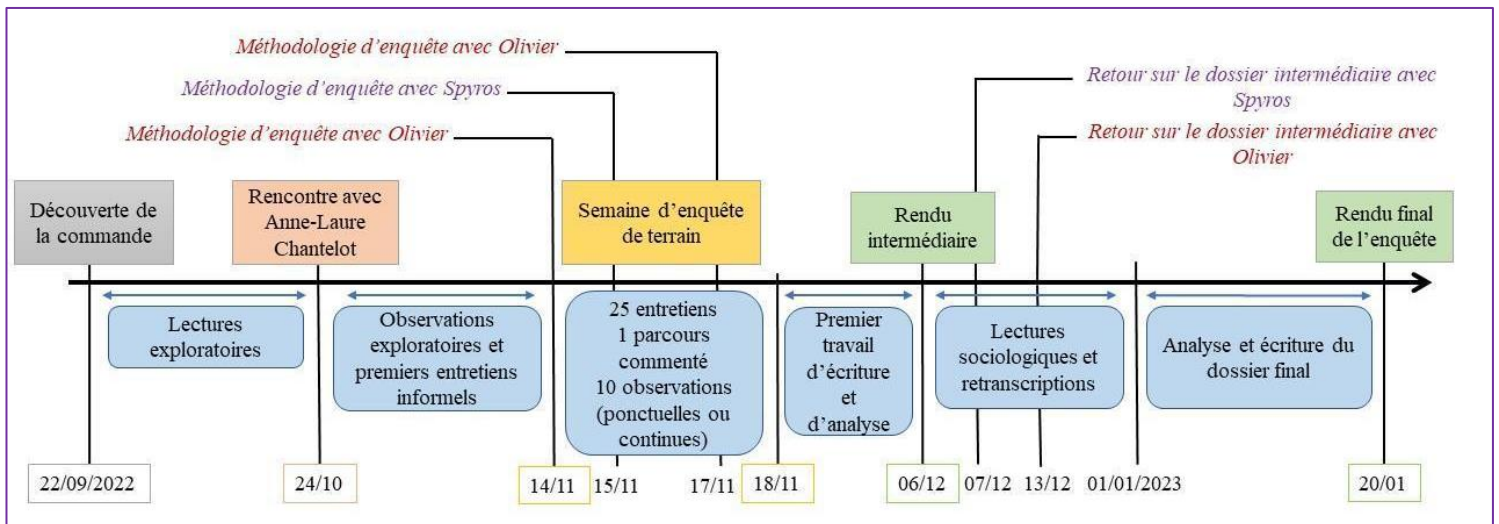 Méthodologie d'enquête avec Olivier
Méthodologie d'enquête avec Spyros
Méthodologie d'enquête avec Olivier
Retour sur le dossier intermédiaire avec
Spyros
Retour sur le dossier intermédiaire avec
Olivier
Découverte de
la commande
Rencontre avec
Anne-Laure
Chantelot
Semaine d'enquête
de terrain
Rendu
intermédiaire
Rendu final
de l'enquête
Lectures
exploratoires
Observations
exploratoires et
premiers entretiens
informels
25 entretiens
1 parcours
commenté
10 observations
(ponctuelles ou
continues)
Premier
travail
d'écriture
et
d'analyse
Lectures
sociologiques et
retranscriptions
Analyse et écriture du
dossier final
22/09/2022
24/10
14/11
15/11
17/11
18/11
06/12
07/12
13/12
01/01/2023
20/01